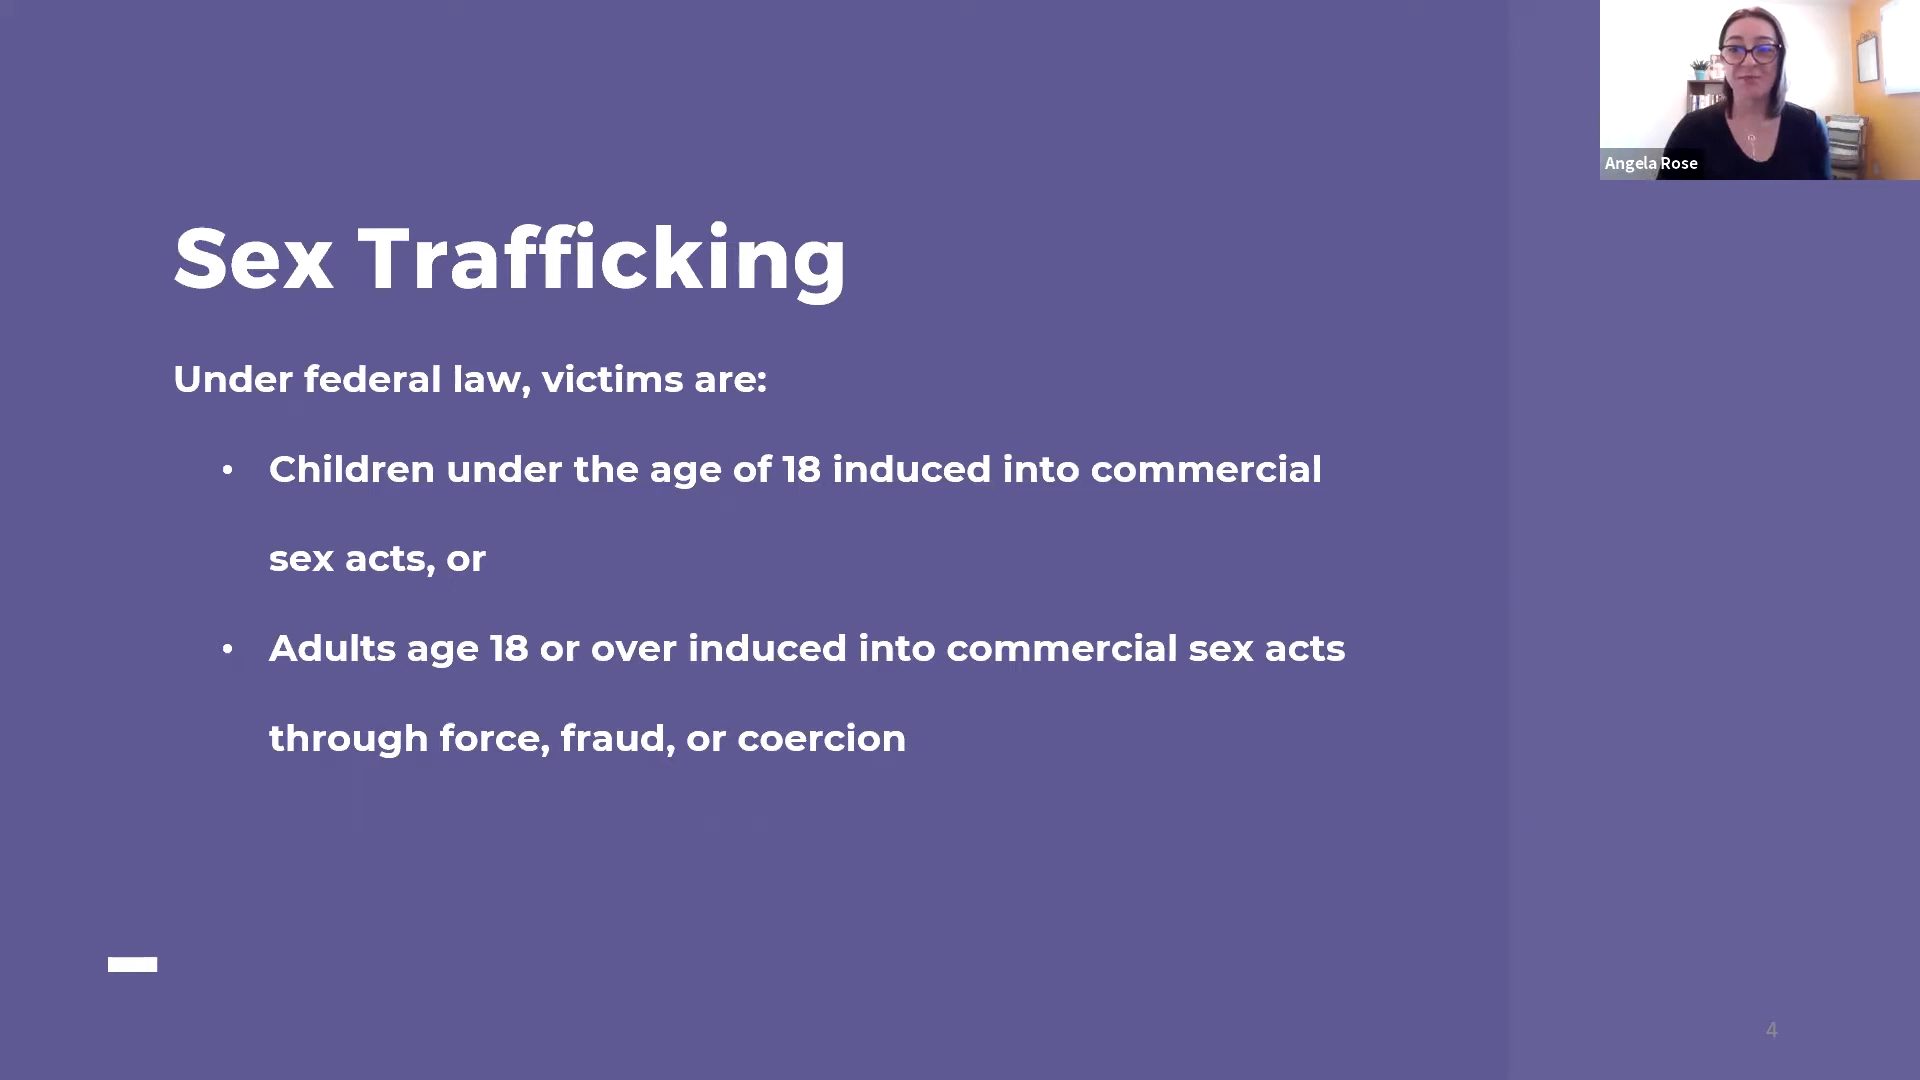 Angela Rose
Sex Trafficking
Under federal law, victims are:
• Children under the age of 18 induced into commercial
sex acts, or
• Adults age 18 or over induced into commercial sex acts
through force, fraud, or coercion
4